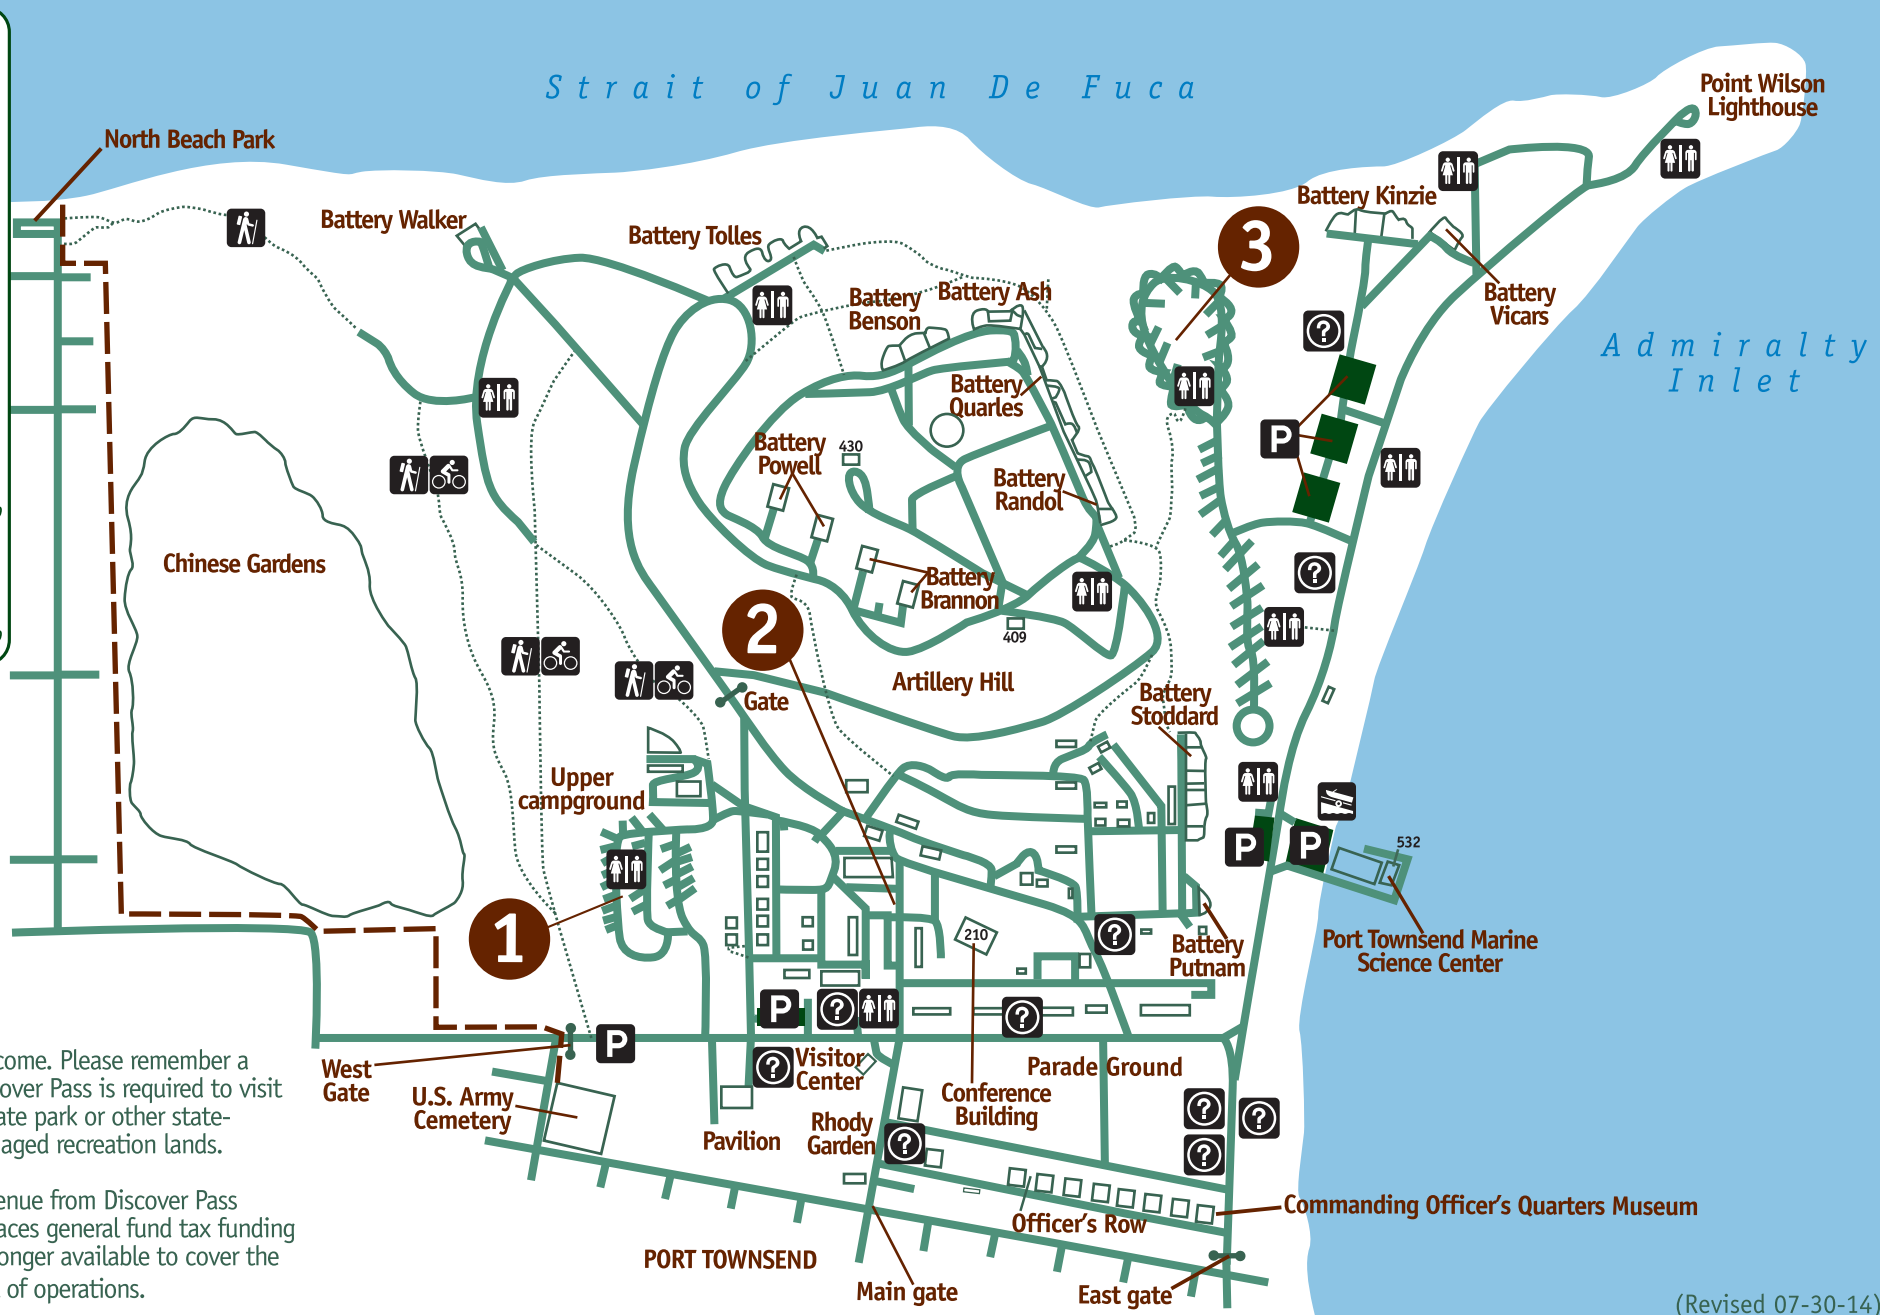 Strait of Juan De Fuca
Point Wilson
Lighthouse
North Beach Park
Battery Walker
Battery Tolles
Battery Kinzie
3
Battery
Benson
Battery Ash
Battery
Vicars
?
Admiralty
Inlet
Battery
Quarles
P
Battery
Powell
430
Battery
Randol
Chinese Gardens
Battery
Brannon
?
2
409
Artillery Hill
Gate
Battery
Stoddard
Upper
campground
P
P
532
1
210
?
Battery
Putnam
Port Townsend Marine
Science Center
P
?
?
P
West
Gate
?
Visitor
Center
Parade Ground
U.S. Army
Cemetery
Conference
Building
Pavilion
Rhody
Garden
?
?
?
?
Officer's Row
Commanding Officer's Quarters Museum
PORT TOWNSEND
Main gate
East gate
come. Please remember a
over Pass is required to visit
ate park or other state-
aged recreation lands.
enue from Discover Pass
aces general fund tax funding
onger available to cover the
of operations.
(Revised 07-30-14)